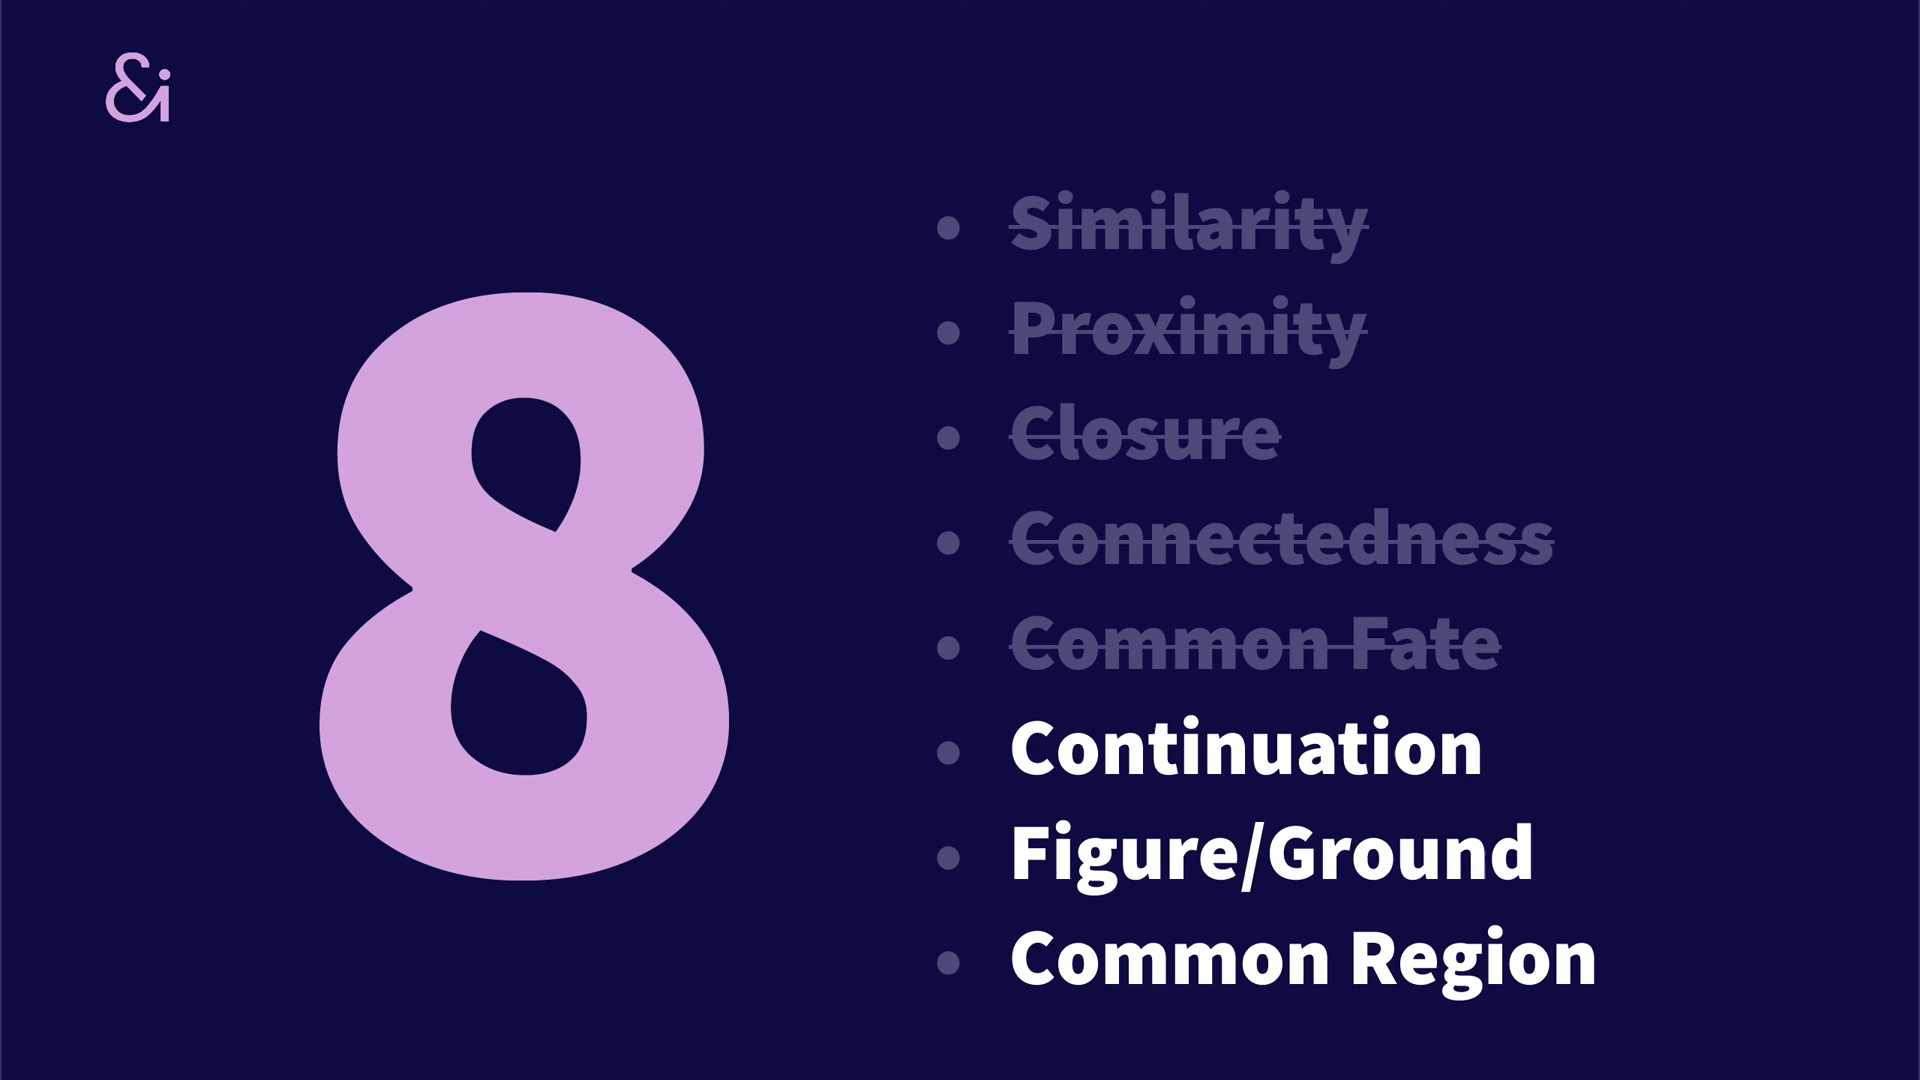 &i
8
Similarity
Proximity
Closure
Connectedness
Common Fate
Continuation
Figure/Ground
Common Region